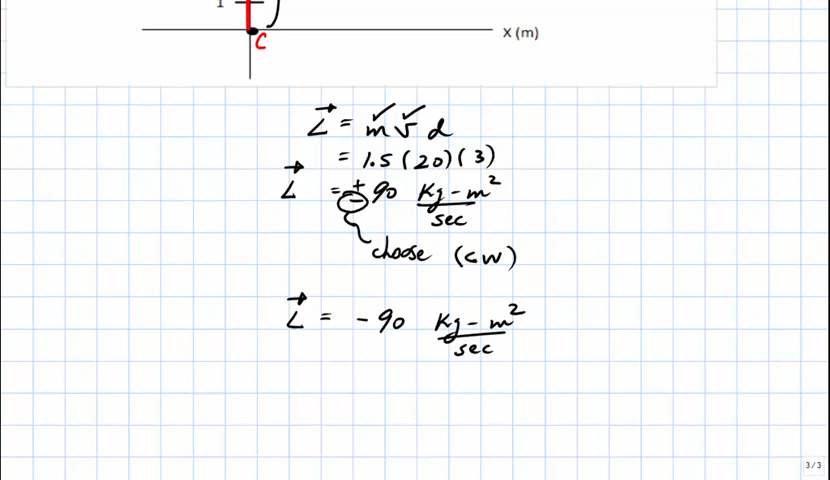 1
C
X (m)
L = m v d
= 1.5 (20) (3)
L = ± 90 Kg - m²
sec
choose (CW)
L = - 90 Kg - m²
sec
3/3